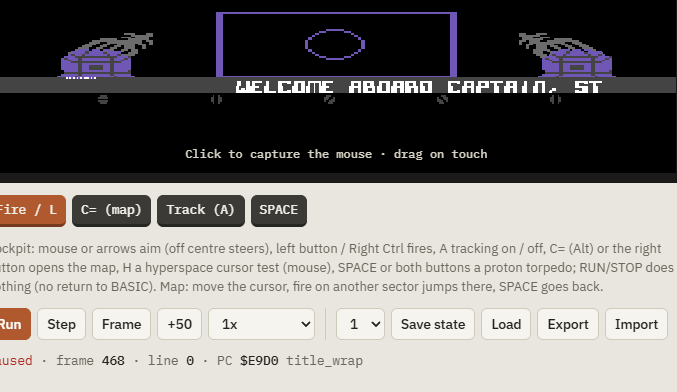 WELCOME ABOARD CAPTAIN, ST
Click to capture the mouse · drag on touch
Fire / L
C= (map)
Track (A)
SPACE
ockpit: mouse or arrows aim (off centre steers), left button / Right Ctrl fires, A tracking on / off, C= (Alt) or the right
utton opens the map, H a hyperspace cursor test (mouse), SPACE or both buttons a proton torpedo; RUN/STOP does
othing (no return to BASIC). Map: move the cursor, fire on another sector jumps there, SPACE goes back.
Run
Step
Frame
+50
1x
1
Save state
Load
Export
Import
aused · frame 468 · line 0 · PC $E9D0 title_wrap